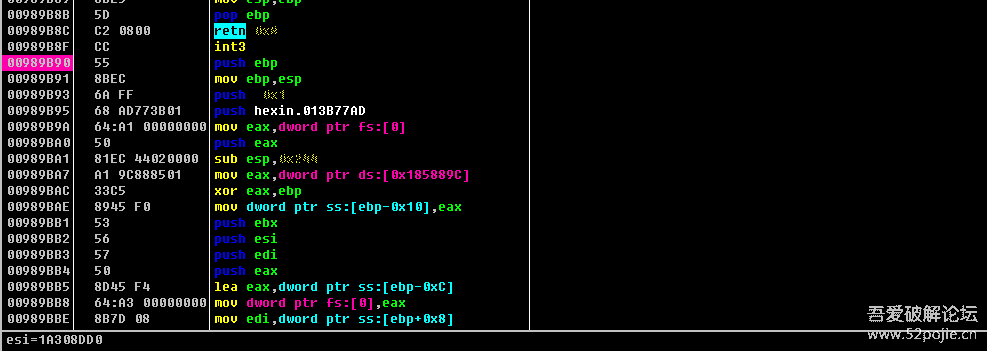 00989B89 8BE5 mov esp,ebp
00989B8B 5D pop ebp
00989B8C C2 0800 retn 0x8
00989B8F CC int3
00989B90 55 push ebp
00989B91 8BEC mov ebp,esp
00989B93 6A FF push -0x1
00989B95 68 AD773B01 push hexin.013B77AD
00989B9A 64:A1 00000000 mov eax,dword ptr fs:[0]
00989BA0 50 push eax
00989BA1 81EC 44020000 sub esp,0x244
00989BA7 A1 9C888501 mov eax,dword ptr ds:[0x185889C]
00989BAC 33C5 xor eax,ebp
00989BAE 8945 F0 mov dword ptr ss:[ebp-0x10],eax
00989BB1 53 push ebx
00989BB2 56 push esi
00989BB3 57 push edi
00989BB4 50 push eax
00989BB5 8D45 F4 lea eax,dword ptr ss:[ebp-0xC]
00989BB8 64:A3 00000000 mov dword ptr fs:[0],eax
00989BBE 8B7D 08 mov edi,dword ptr ss:[ebp+0x8]
esi=1A308DD0
吾爱破解论坛
www.52pojie.cn